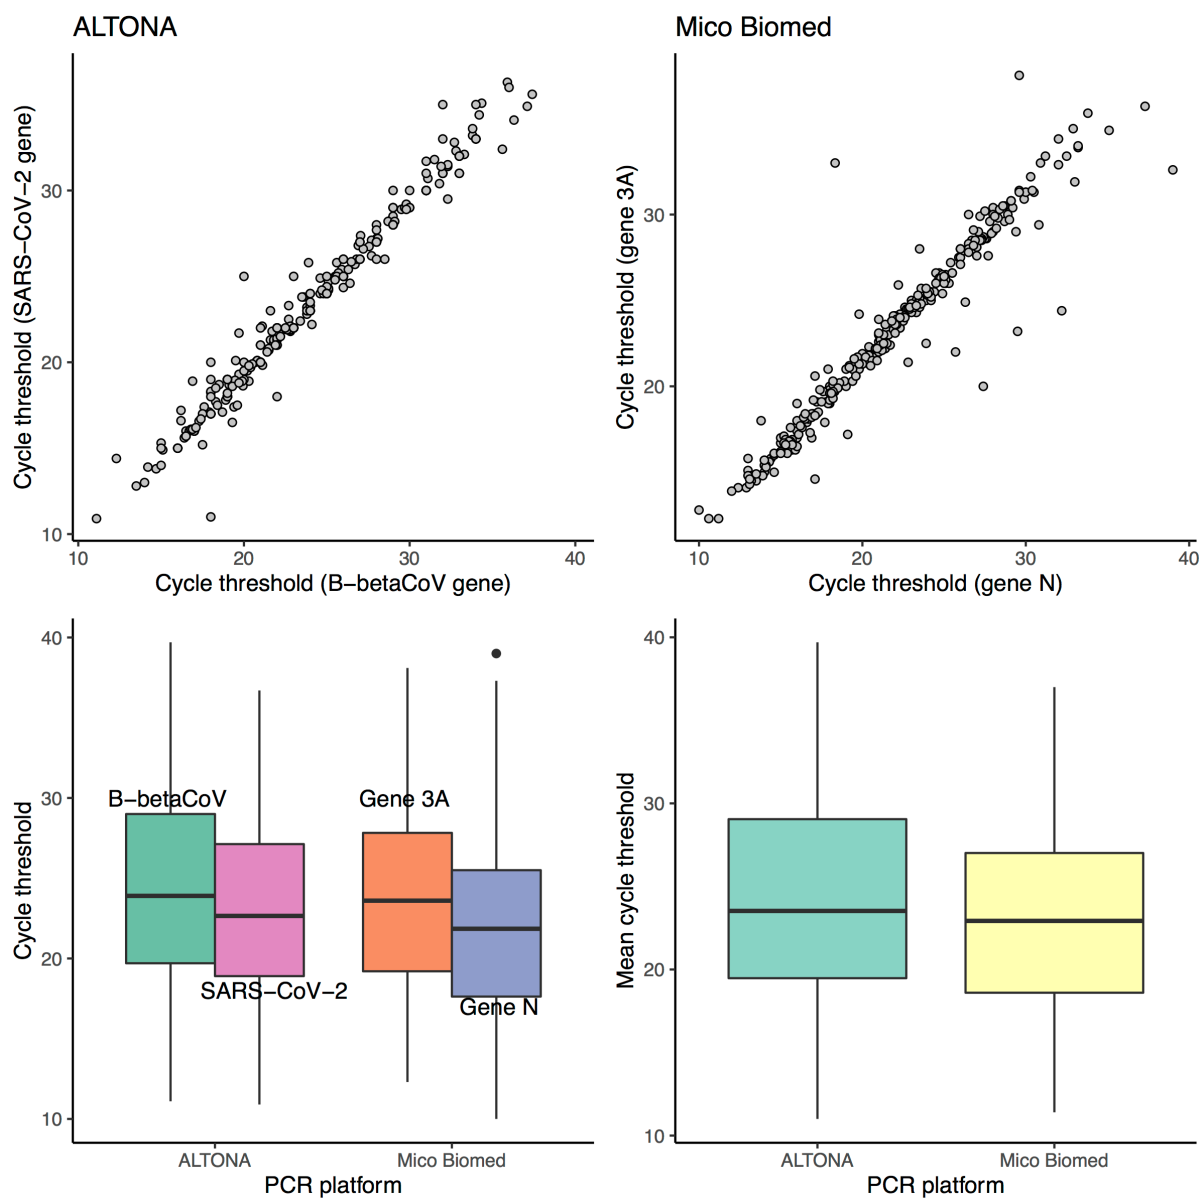 ALTONA
Cycle threshold (SARS−CoV−2 gene)
30
20
10
10 20 30 40
Cycle threshold (B−betaCoV gene)
Mico Biomed
Cycle threshold (gene 3A)
30
20
10 20 30 40
Cycle threshold (gene N)
Cycle threshold
40
30
20
10
B−betaCoV
SARS−CoV−2
Gene 3A
Gene N
ALTONA Mico Biomed
PCR platform
Mean cycle threshold
40
30
20
10
ALTONA Mico Biomed
PCR platform